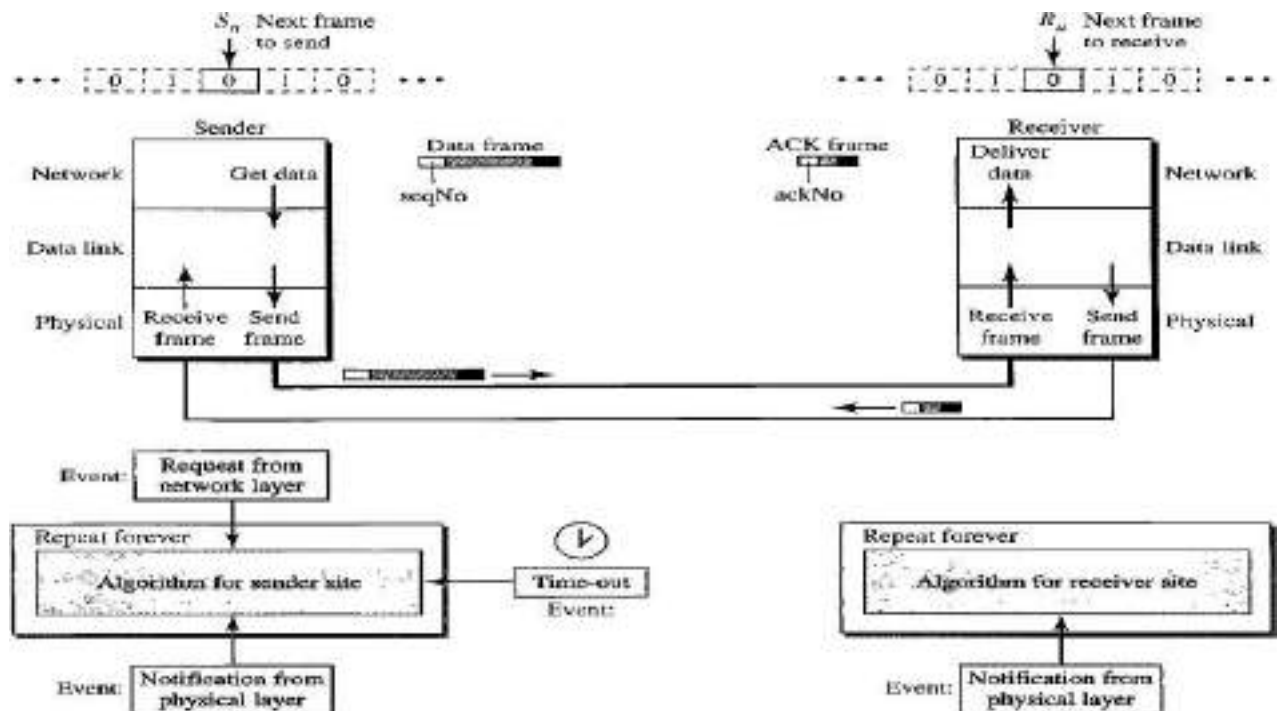 Sn Next frame
to send
Rn Next frame
to receive
... 0 1 0 1 0 ...
... 0 1 0 1 0 ...
Sender
Data frame
ACK frame
Receiver
Network
Get data
seqNo
ackNo
Deliver
data
Network
Data link
Data link
Physical
Receive
frame
Send
frame
Receive
frame
Send
frame
Physical
Event:
Request from
network layer
Repeat forever
Algorithm for sender site
Time-out
Event:
Repeat forever
Algorithm for receiver site
Event:
Notification from
physical layer
Event:
Notification from
physical layer